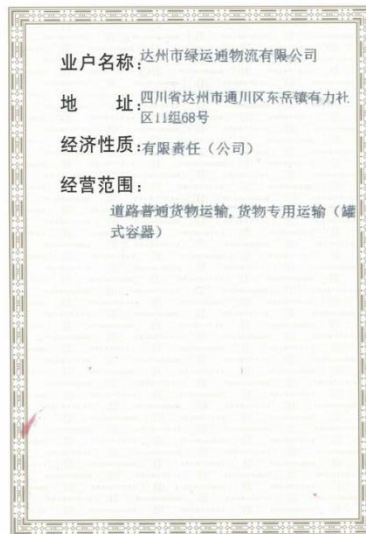 业户名称:达州市绿运通物流有限公司
地 址:四川省达州市通川区东岳镇有力社
区11组68号
经济性质:有限责任（公司）
经营范围:
道路普通货物运输,货物专用运输（罐
式容器）